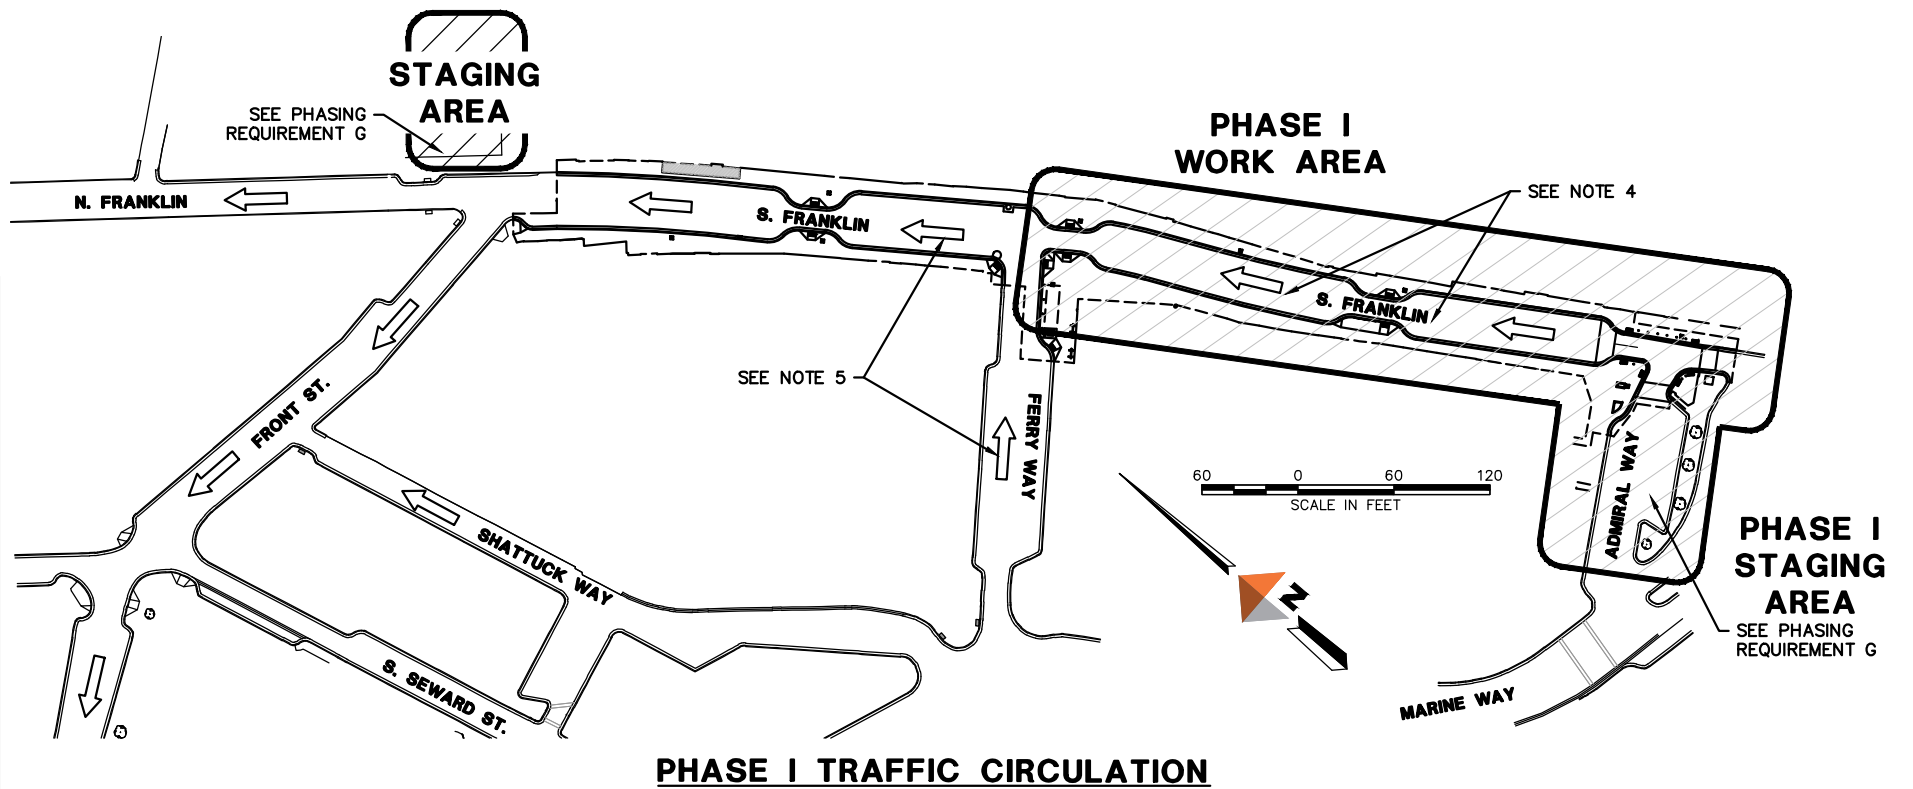 STAGING
AREA
SEE PHASING
REQUIREMENT G
PHASE I
WORK AREA
SEE NOTE 4
N. FRANKLIN
S. FRANKLIN
S. FRANKLIN
SEE NOTE 5
FRONT ST.
FERRY WAY
60 0 60 120
SCALE IN FEET
ADMIRAL WAY
PHASE I
STAGING
AREA
SEE PHASING
REQUIREMENT G
SHATTUCK WAY
N
S. SEWARD ST.
MARINE WAY
PHASE I TRAFFIC CIRCULATION